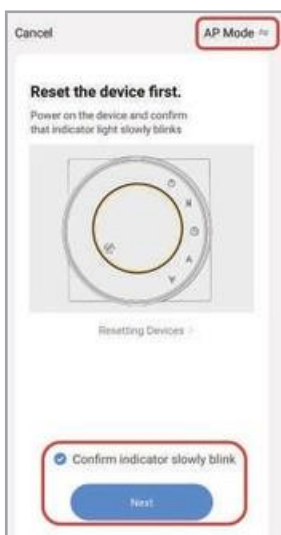 Cancel
AP Mode
Reset the device first.
Power on the device and confirm
that indicator light slowly blinks
Resetting Devices >
Confirm indicator slowly blink
Next